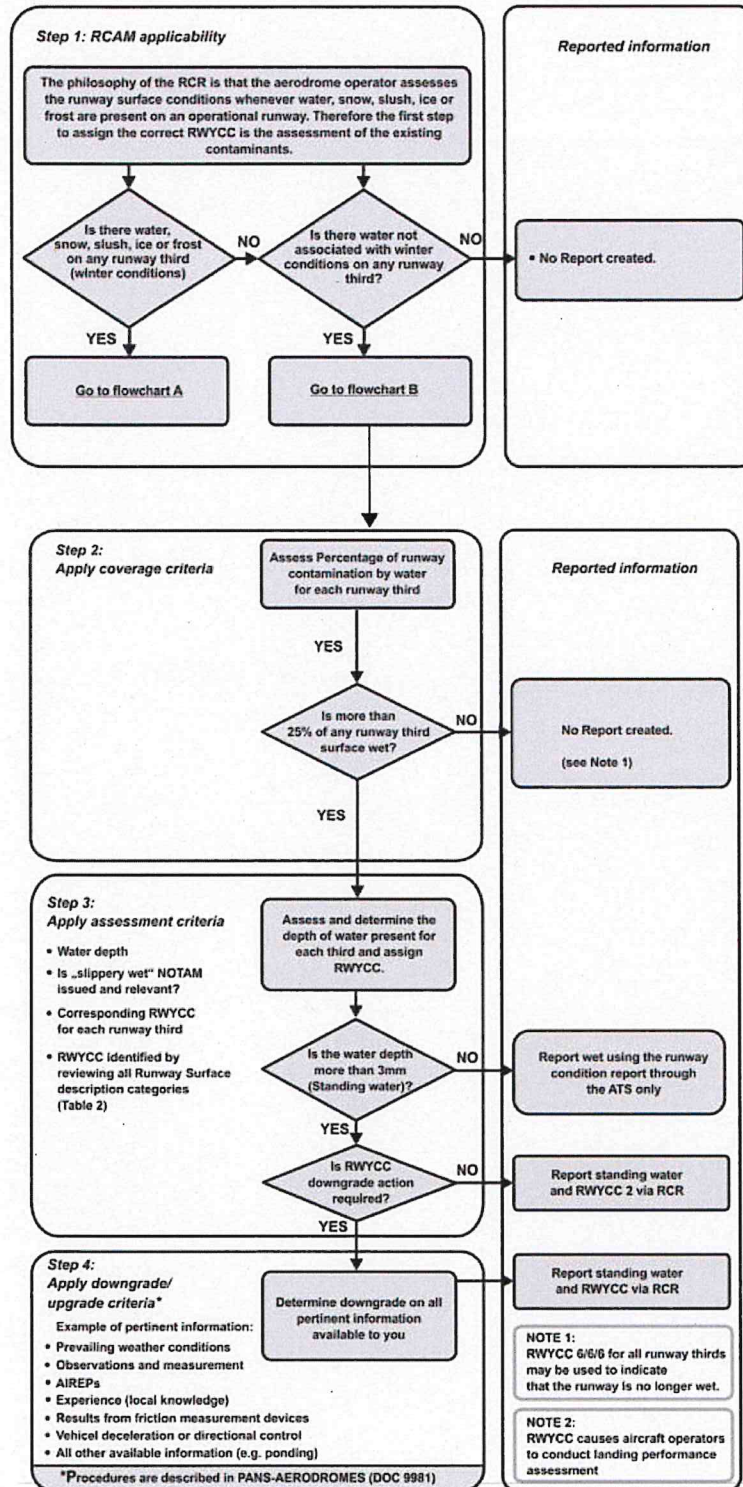 Step 1: RCAM applicability
Reported information
The philosophy of the RCR is that the aerodrome operator assesses
the runway surface conditions whenever water, snow, slush, ice or
frost are present on an operational runway. Therefore the first step
to assign the correct RWYCC is the assessment of the existing
contaminants.
Is there water,
snow, slush, ice or frost
on any runway third
(winter conditions)
NO
Is there water not
associated with winter
conditions on any runway
third?
NO
• No Report created.
YES
YES
Go to flowchart A
Go to flowchart B
Step 2:
Apply coverage criteria
Assess Percentage of runway
contamination by water
for each runway third
Reported information
YES
Is more than
25% of any runway third
surface wet?
NO
No Report created.
(see Note 1)
YES
Step 3:
Apply assessment criteria
• Water depth
• Is „slippery wet“ NOTAM
issued and relevant?
• Corresponding RWYCC
for each runway third
• RWYCC identified by
reviewing all Runway Surface
description categories
(Table 2)
Assess and determine the
depth of water present for
each third and assign
RWYCC.
Is the water depth
more than 3mm
(Standing water)?
NO
Report wet using the runway
condition report through
the ATS only
YES
Is RWYCC
downgrade action
required?
NO
Report standing water
and RWYCC 2 via RCR
YES
Step 4:
Apply downgrade/
upgrade criteria*
Example of pertinent information:
• Prevailing weather conditions
• Observations and measurement
• AIREPs
• Experience (local knowledge)
• Results from friction measurement devices
• Vehicel deceleration or directional control
• All other available information (e.g. ponding)
Determine downgrade on all
pertinent information
available to you
Report standing water
and RWYCC via RCR
NOTE 1:
RWYCC 6/6/6 for all runway thirds
may be used to indicate
that the runway is no longer wet.
NOTE 2:
RWYCC causes aircraft operators
to conduct landing performance
assessment
*Procedures are described in PANS-AERODROMES (DOC 9981)